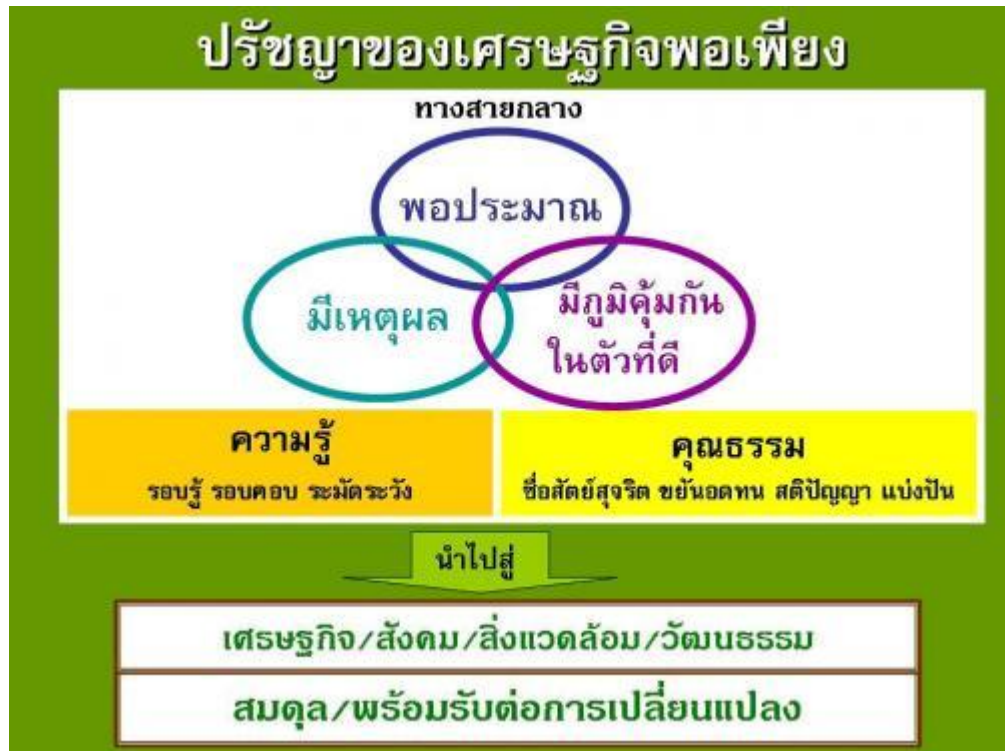 ปรัชญาของเศรษฐกิจพอเพียง
ทางสายกลาง
พอประมาณ
มีเหตุผล
มีภูมิคุ้มกัน
ในตัวที่ดี
ความรู้
รอบรู้ รอบคอบ ระมัดระวัง
คุณธรรม
ซื่อสัตย์สุจริต ขยันอดทน สติปัญญา แบ่งปัน
นำไปสู่
เศรษฐกิจ/สังคม/สิ่งแวดล้อม/วัฒนธรรม
สมดุล/พร้อมรับต่อการเปลี่ยนแปลง